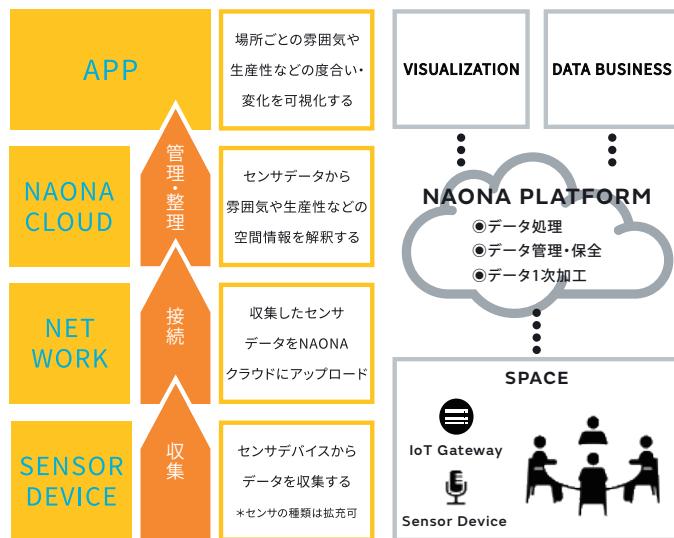 APP
場所ごとの雰囲気や
生産性などの度合い・
変化を可視化する
管理・整理
NAONA
CLOUD
センサデータから
雰囲気や生産性などの
空間情報を解釈する
接続
NET
WORK
収集したセンサ
データをNAONA
クラウドにアップロード
収集
SENSOR
DEVICE
センサデバイスから
データを収集する
＊センサの種類は拡充可
VISUALIZATION
DATA BUSINESS
NAONA PLATFORM
◉データ処理
◉データ管理・保全
◉データ1次加工
SPACE
IoT Gateway
Sensor Device